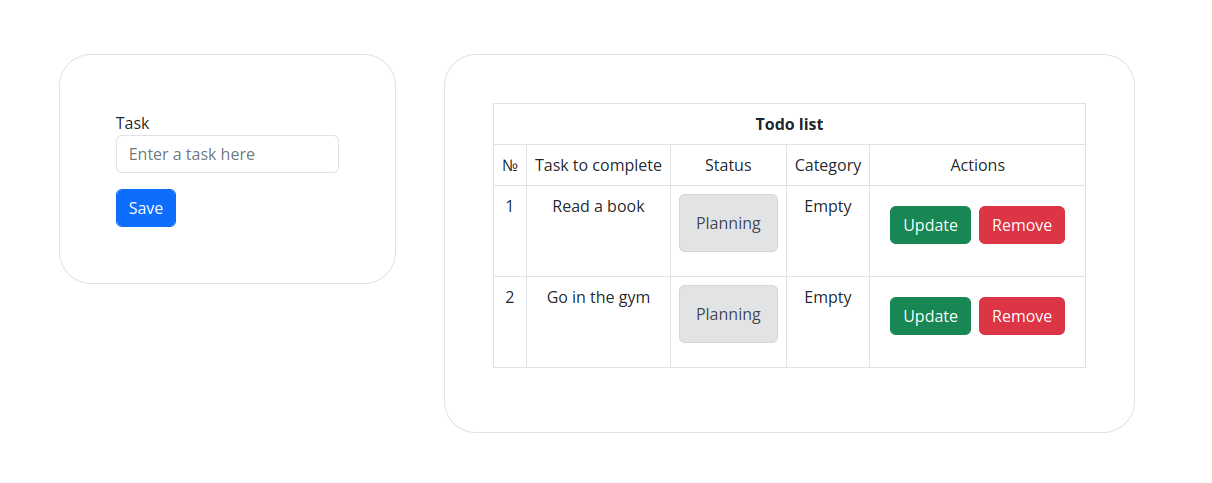 Task
Enter a task here
Save
Todo list
№ Task to complete Status Category Actions
1 Read a book Planning Empty Update Remove
2 Go in the gym Planning Empty Update Remove